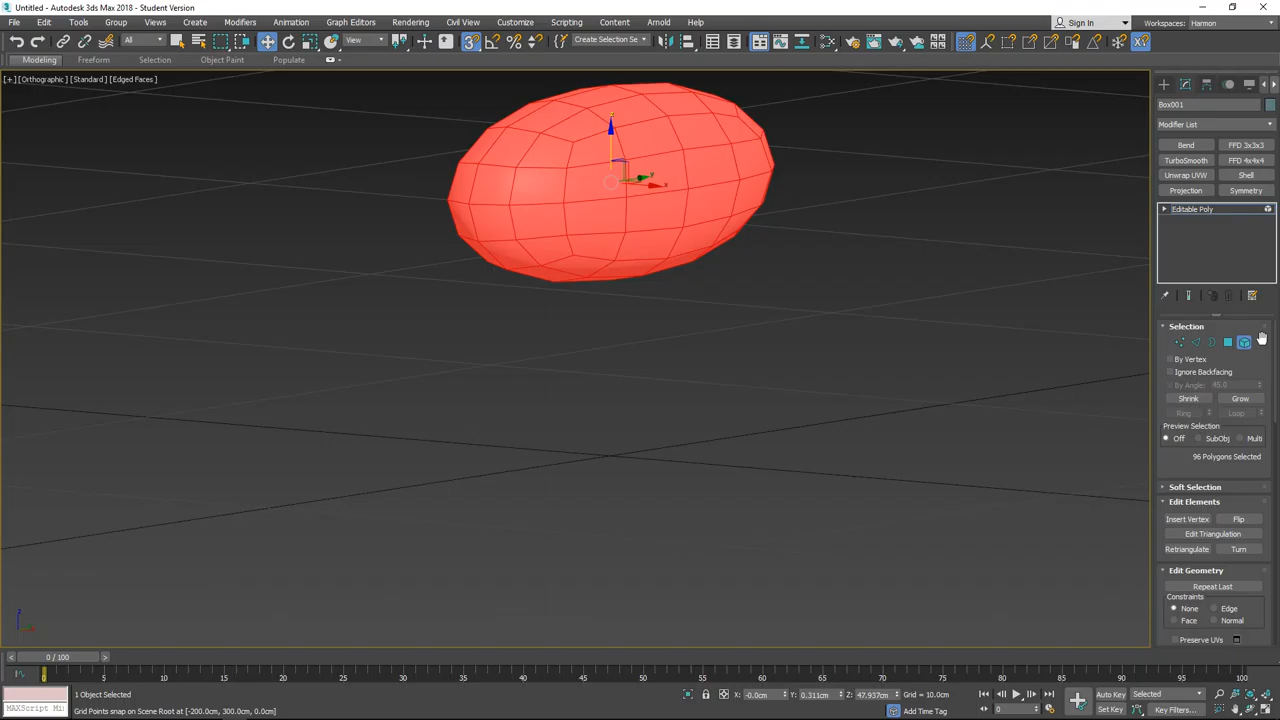 Untitled - Autodesk 3ds Max 2018 - Student Version
File Edit Tools Group Views Create Modifiers Animation Graph Editors Rendering Civil View Customize Scripting Content Arnold Help Sign In Workspaces: Harmon
All View Create Selection Se
Modeling Freeform Selection Object Paint Populate
[+] [Orthographic] [Standard] [Edged Faces]
Box001
Modifier List
Bend FFD 3x3x3
TurboSmooth FFD 4x4x4
Unwrap UVW Shell
Projection Symmetry
Editable Poly
Selection
By Vertex
Ignore Backfacing
By Angle: 45.0
Shrink Grow
Ring Loop
Preview Selection
Off SubObj Multi
96 Polygons Selected
Soft Selection
Edit Elements
Insert Vertex Flip
Edit Triangulation
Retriangulate Turn
Edit Geometry
Repeat Last
Constraints
None Edge
Face Normal
Preserve UVs
z
x
y
z
< 0 / 100 >
0 5 10 15 20 25 30 35 40 45 50 55 60 65 70 75 80 85 90 95 100
1 Object Selected X: -0.0cm Y: 0.311cm Z: 47.937cm Grid = 10.0cm Auto Key Selected
MAXScript Mi Grid Points snap on Scene Root at [-200.0cm, 300.0cm, 0.0cm] Add Time Tag 0 Set Key Key Filters...